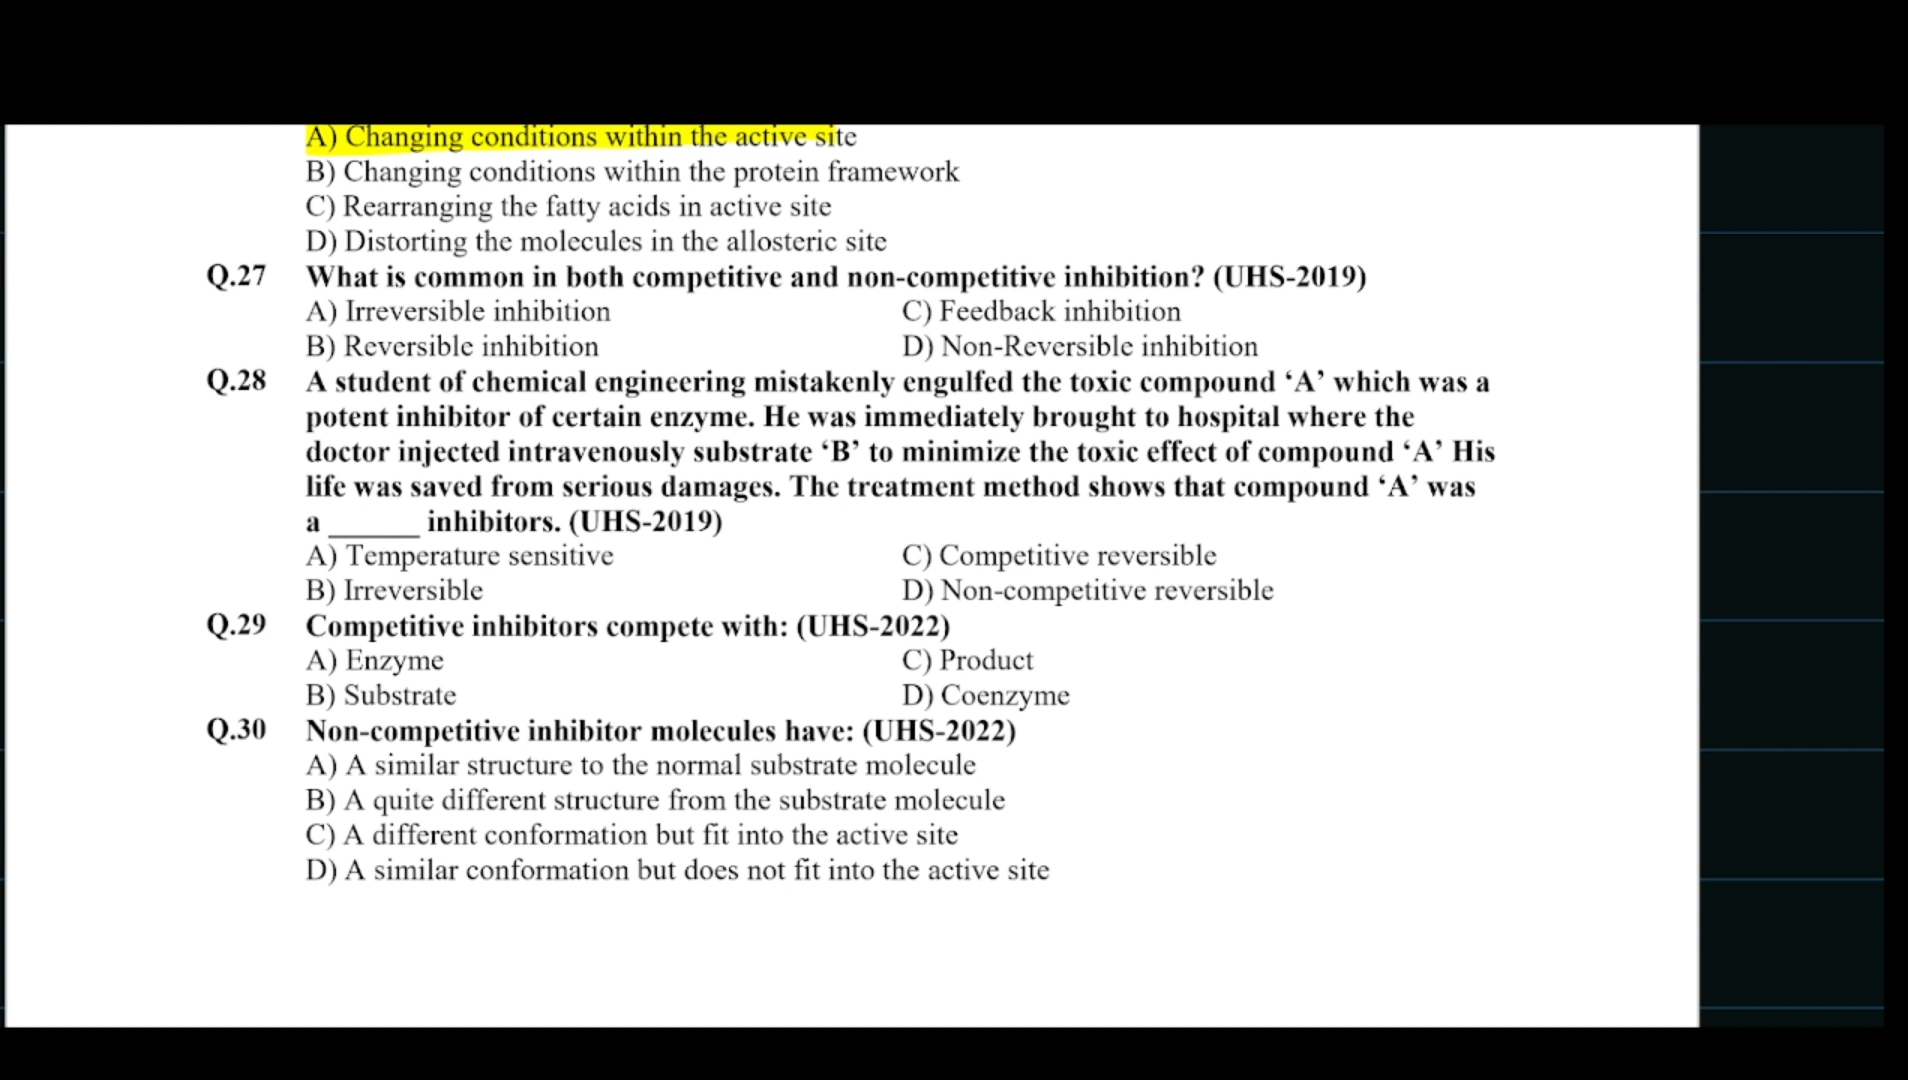 A) Changing conditions within the active site
B) Changing conditions within the protein framework
C) Rearranging the fatty acids in active site
D) Distorting the molecules in the allosteric site
Q.27 What is common in both competitive and non-competitive inhibition? (UHS-2019)
A) Irreversible inhibition C) Feedback inhibition
B) Reversible inhibition D) Non-Reversible inhibition
Q.28 A student of chemical engineering mistakenly engulfed the toxic compound ‘A’ which was a
potent inhibitor of certain enzyme. He was immediately brought to hospital where the
doctor injected intravenously substrate ‘B’ to minimize the toxic effect of compound ‘A’ His
life was saved from serious damages. The treatment method shows that compound ‘A’ was
a ______ inhibitors. (UHS-2019)
A) Temperature sensitive C) Competitive reversible
B) Irreversible D) Non-competitive reversible
Q.29 Competitive inhibitors compete with: (UHS-2022)
A) Enzyme C) Product
B) Substrate D) Coenzyme
Q.30 Non-competitive inhibitor molecules have: (UHS-2022)
A) A similar structure to the normal substrate molecule
B) A quite different structure from the substrate molecule
C) A different conformation but fit into the active site
D) A similar conformation but does not fit into the active site